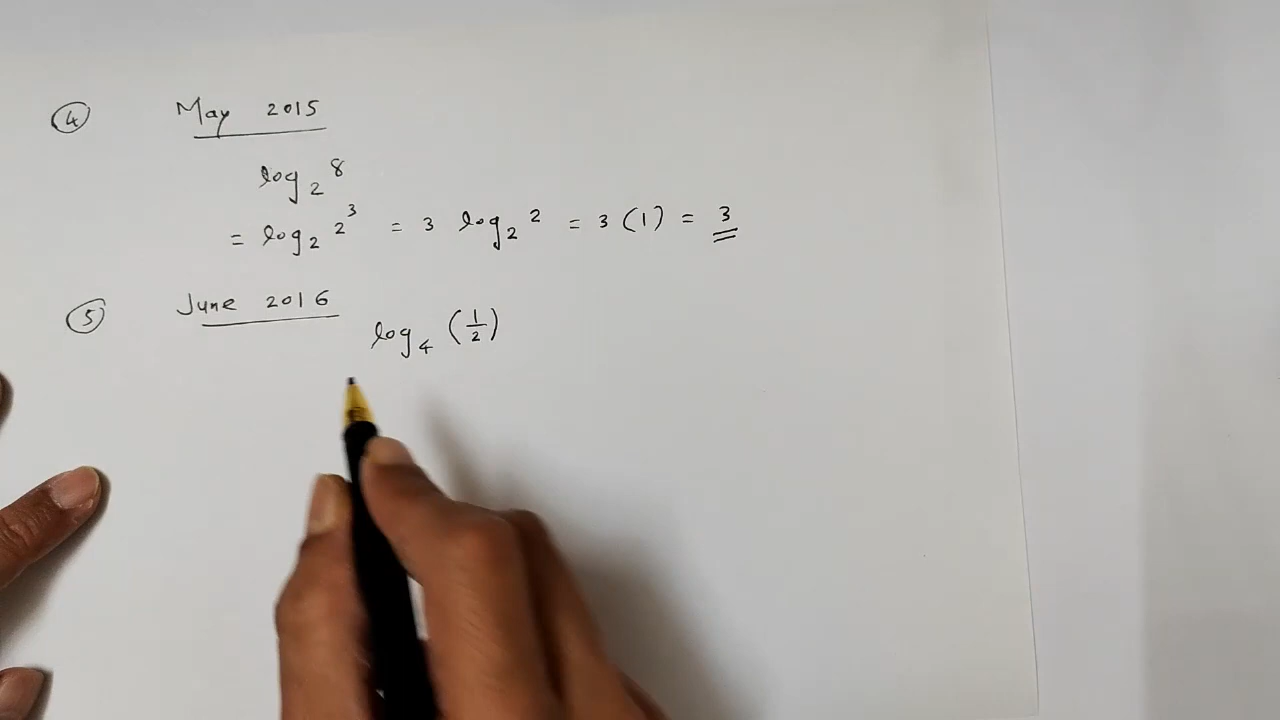 ④ May 2015
log₂ 8
= log₂ 2³ = 3 log₂ 2 = 3 (1) = 3
⑤ June 2016 log₄ (1/2)